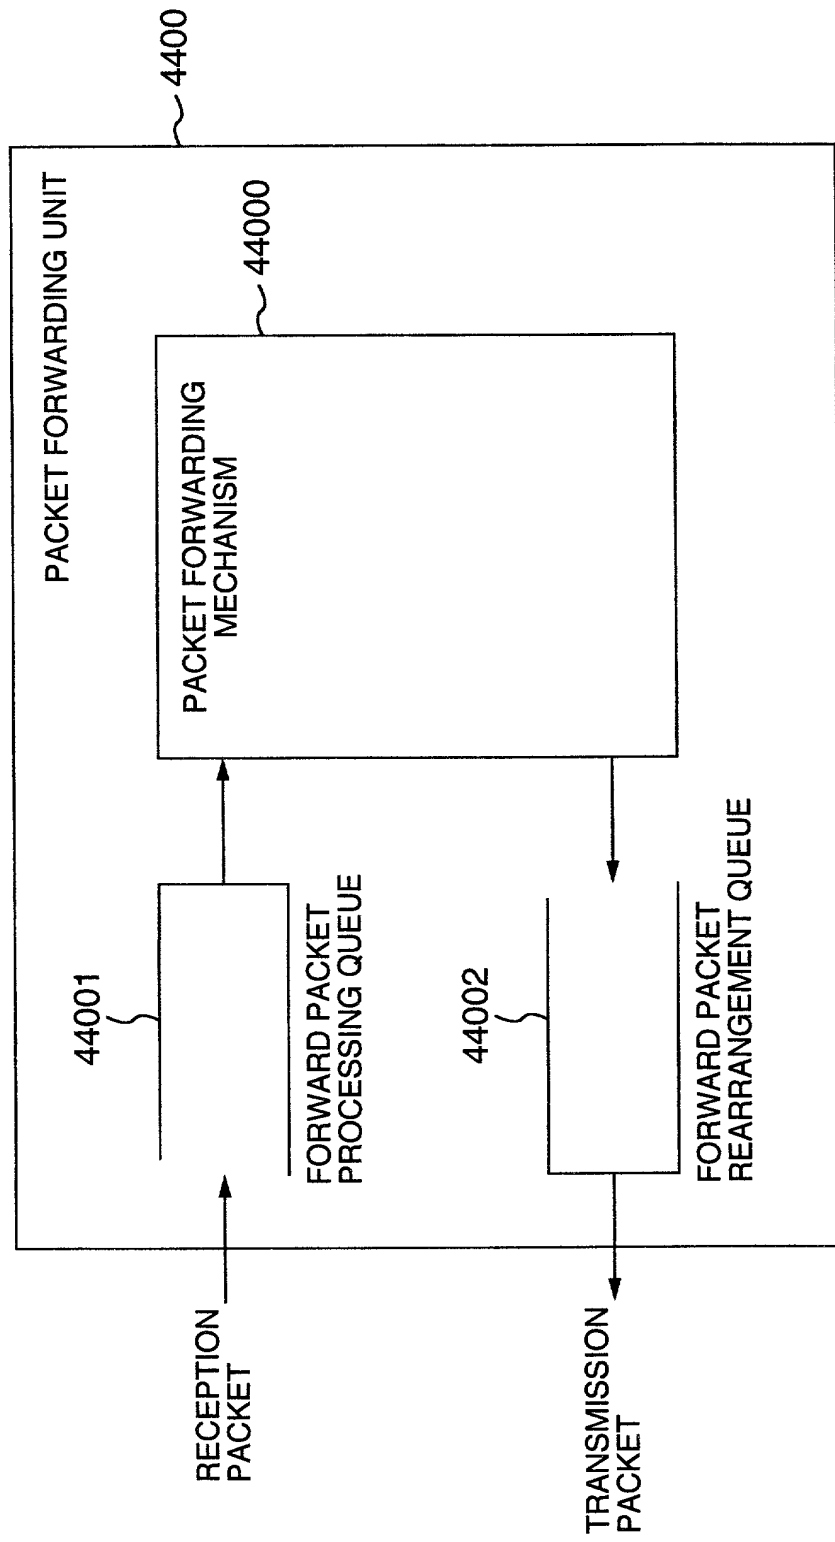 4400
PACKET FORWARDING UNIT
44000
PACKET FORWARDING
MECHANISM
44001
FORWARD PACKET
PROCESSING QUEUE
RECEPTION
PACKET
44002
FORWARD PACKET
REARRANGEMENT QUEUE
TRANSMISSION
PACKET